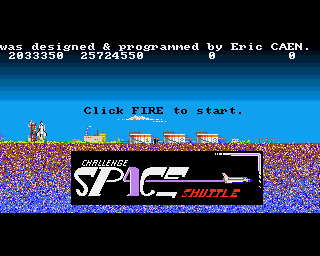 was designed & programmed by Eric CAEN.
2033350 25724550 0 0
Click FIRE to start.
CHALLENGE
SPACE
SHUTTLE